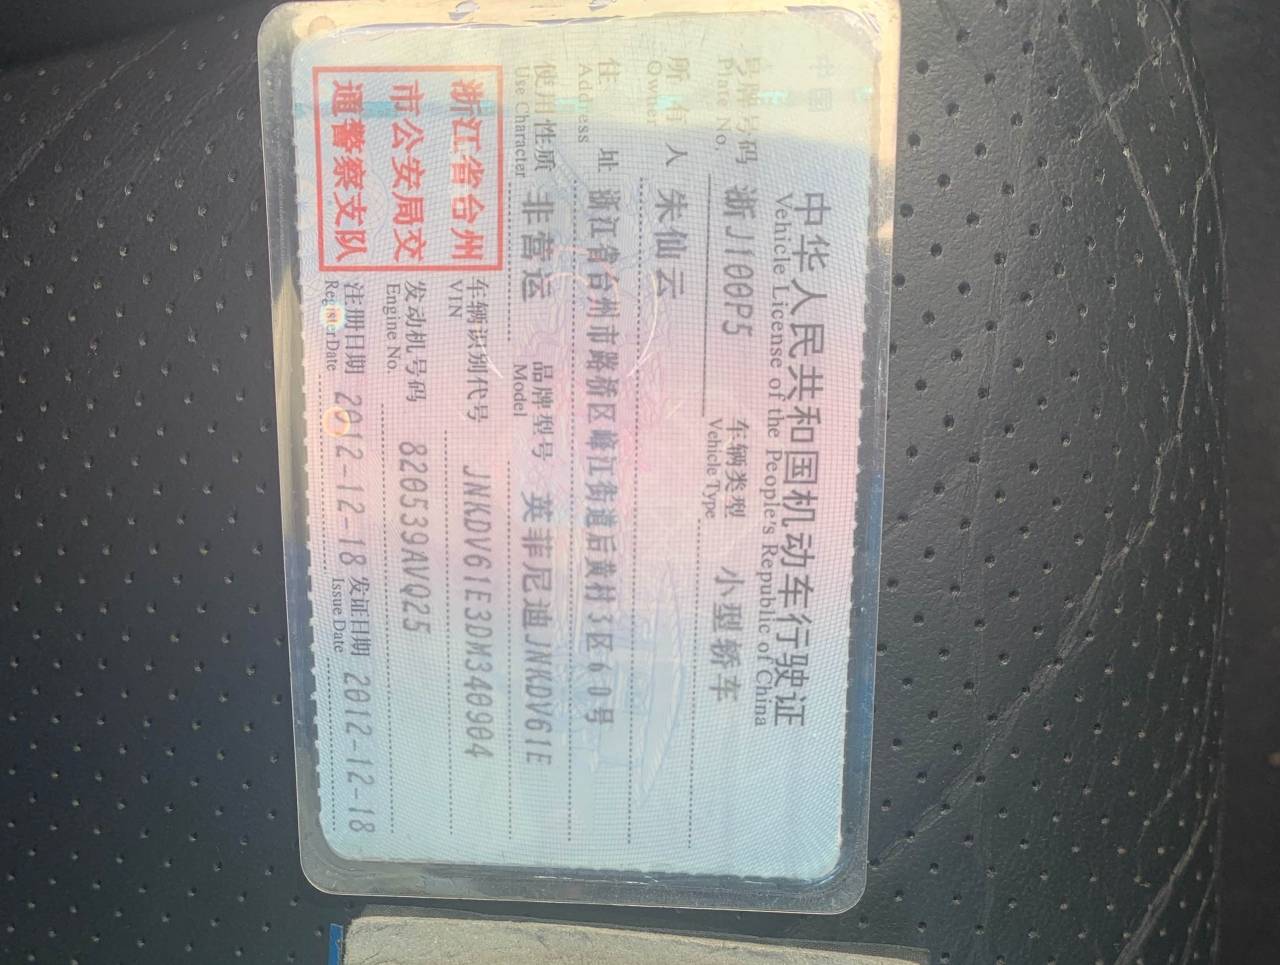 中华人民共和国机动车行驶证
Vehicle License of the People's Republic of China
号牌号码 浙J100P5 车辆类型 小型轿车
Plate No. Vehicle Type
所有人 朱仙云
Owner
住址 浙江省台州市路桥区峰江街道后黄村3区60号
Address
使用性质 非营运 品牌型号 英菲尼迪JNKDV61E
Use Character Model
浙江省台州
市公安局交
通警察支队
车辆识别代号 JNKDV61E3DM340904
VIN
发动机号码 820539AVQ25
Engine No.
注册日期 2012-12-18 发证日期 2012-12-18
Register Date Issue Date